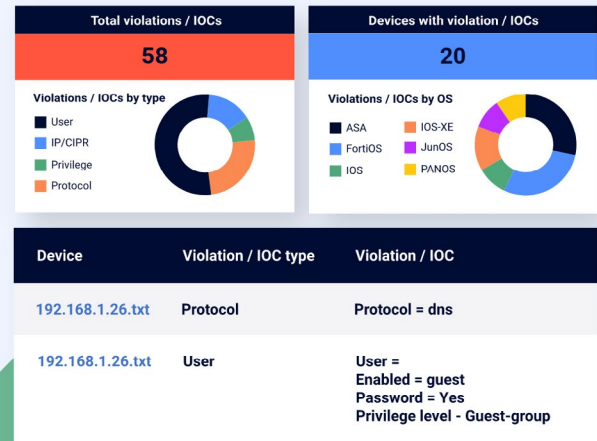 Total violations / IOCs
58
Violations / IOCs by type
User
IP/CIPR
Privilege
Protocol
Devices with violation / IOCs
20
Violations / IOCs by OS
ASA
FortiOS
IOS
IOS-XE
JunOS
PANOS
Device Violation / IOC type Violation / IOC
192.168.1.26.txt Protocol Protocol = dns
192.168.1.26.txt User User =
Enabled = guest
Password = Yes
Privilege level - Guest-group